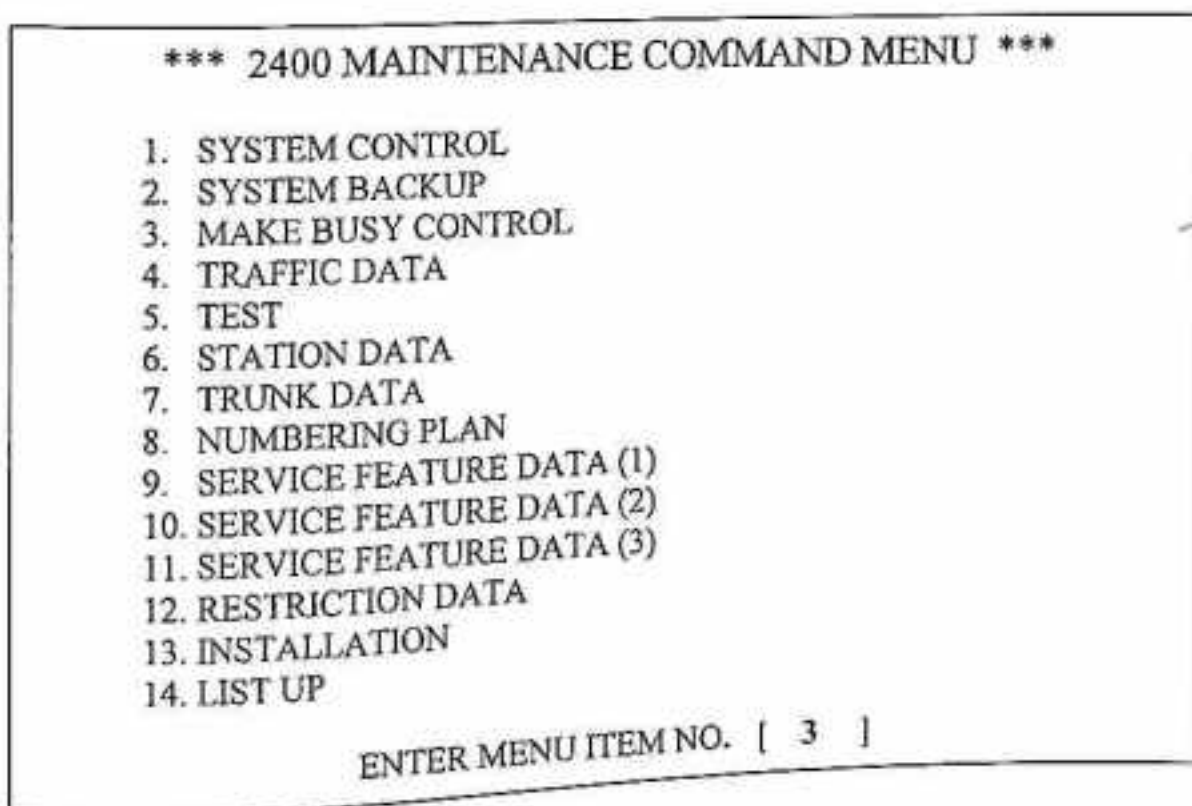 *** 2400 MAINTENANCE COMMAND MENU ***
1. SYSTEM CONTROL
2. SYSTEM BACKUP
3. MAKE BUSY CONTROL
4. TRAFFIC DATA
5. TEST
6. STATION DATA
7. TRUNK DATA
8. NUMBERING PLAN
9. SERVICE FEATURE DATA (1)
10. SERVICE FEATURE DATA (2)
11. SERVICE FEATURE DATA (3)
12. RESTRICTION DATA
13. INSTALLATION
14. LIST UP
ENTER MENU ITEM NO. [ 3 ]